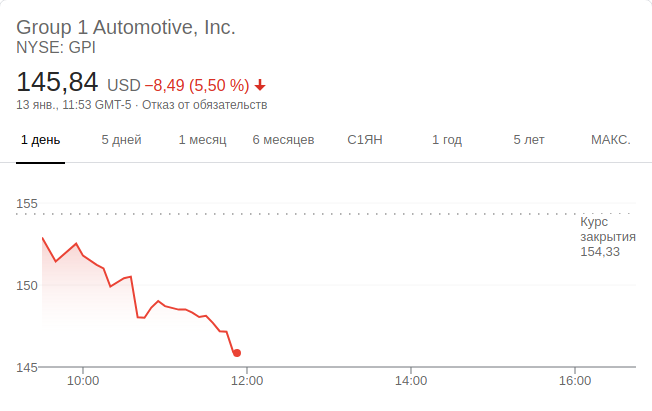 Group 1 Automotive, Inc.
NYSE: GPI
145,84 USD −8,49 (5,50 %)
13 янв., 11:53 GMT-5 · Отказ от обязательств
1 день 5 дней 1 месяц 6 месяцев С1ЯН 1 год 5 лет МАКС.
155
Курс
закрытия
154,33
150
145
10:00 12:00 14:00 16:00